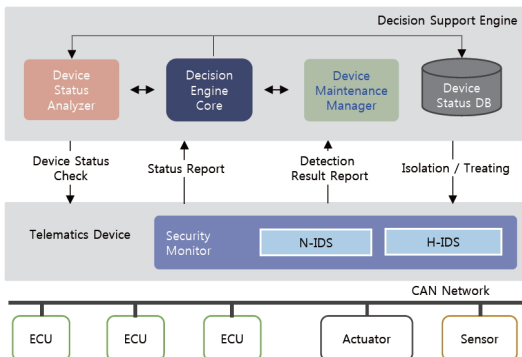 Decision Support Engine
Device
Status
Analyzer
Decision
Engine
Core
Device
Maintenance
Manager
Device
Status DB
Device Status
Check
Status Report
Detection
Result Report
Isolation / Treating
Telematics Device
Security
Monitor
N-IDS
H-IDS
CAN Network
ECU
ECU
ECU
Actuator
Sensor